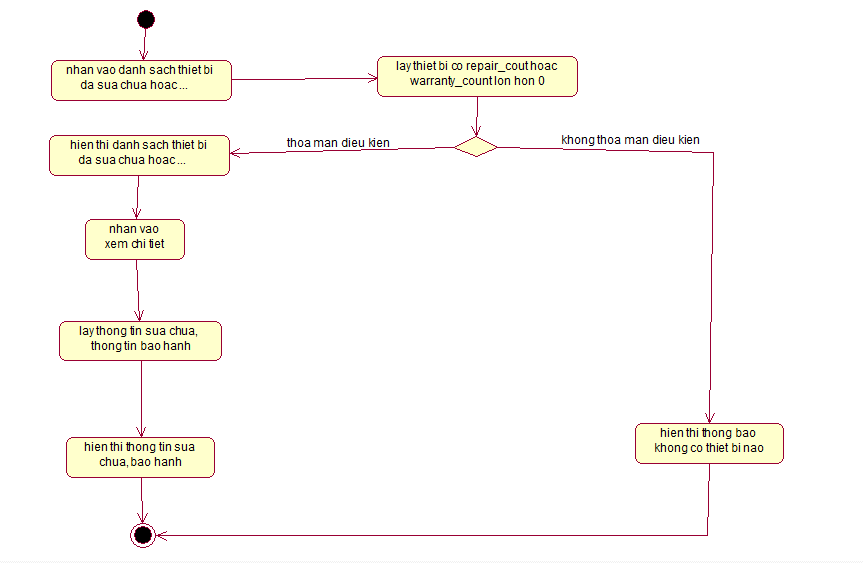 nhan vao danh sach thiet bi
da sua chua hoac ...
lay thiet bi co repair_cout hoac
warranty_count lon hon 0
thoa man dieu kien
khong thoa man dieu kien
hien thi danh sach thiet bi
da sua chua hoac ...
nhan vao
xem chi tiet
lay thong tin sua chua,
thong tin bao hanh
hien thi thong tin sua
chua, bao hanh
hien thi thong bao
khong co thiet bi nao